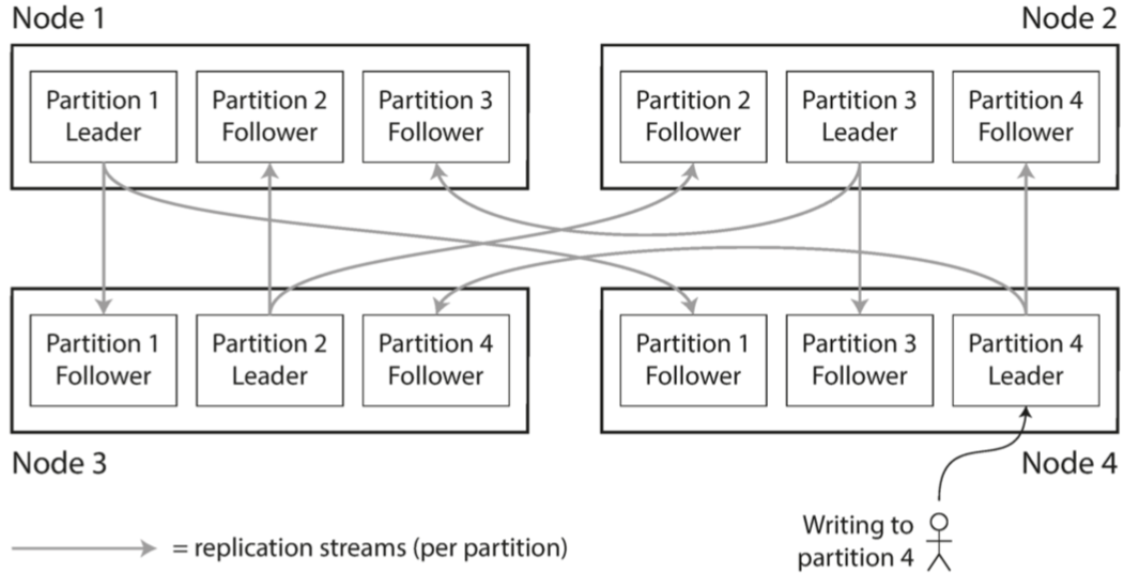 Node 1
Node 2
Partition 1
Leader
Partition 2
Follower
Partition 3
Follower
Partition 2
Follower
Partition 3
Leader
Partition 4
Follower
Partition 1
Follower
Partition 2
Leader
Partition 4
Follower
Partition 1
Follower
Partition 3
Follower
Partition 4
Leader
Node 3
Node 4
Writing to
partition 4
= replication streams (per partition)